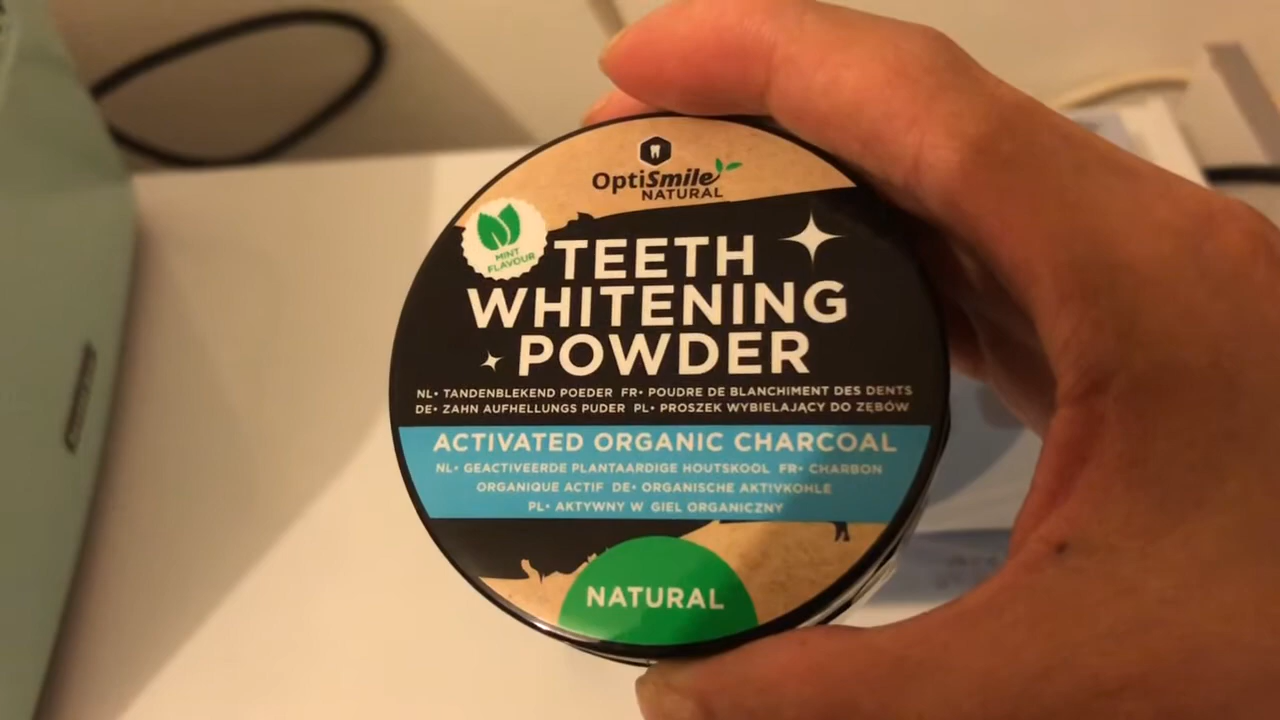 OptiSmile
NATURAL
MINT
FLAVOUR
TEETH
WHITENING
POWDER
NL• TANDENBLEKEND POEDER FR• POUDRE DE BLANCHIMENT DES DENTS
DE• ZAHN AUFHELLUNGS PUDER PL• PROSZEK WYBIELAJĄCY DO ZĘBÓW
ACTIVATED ORGANIC CHARCOAL
NL• GEACTIVEERDE PLANTAARDIGE HOUTSKOOL FR• CHARBON
ORGANIQUE ACTIF DE• ORGANISCHE AKTIVKOHLE
PL• AKTYWNY W GIEL ORGANICZNY
NATURAL